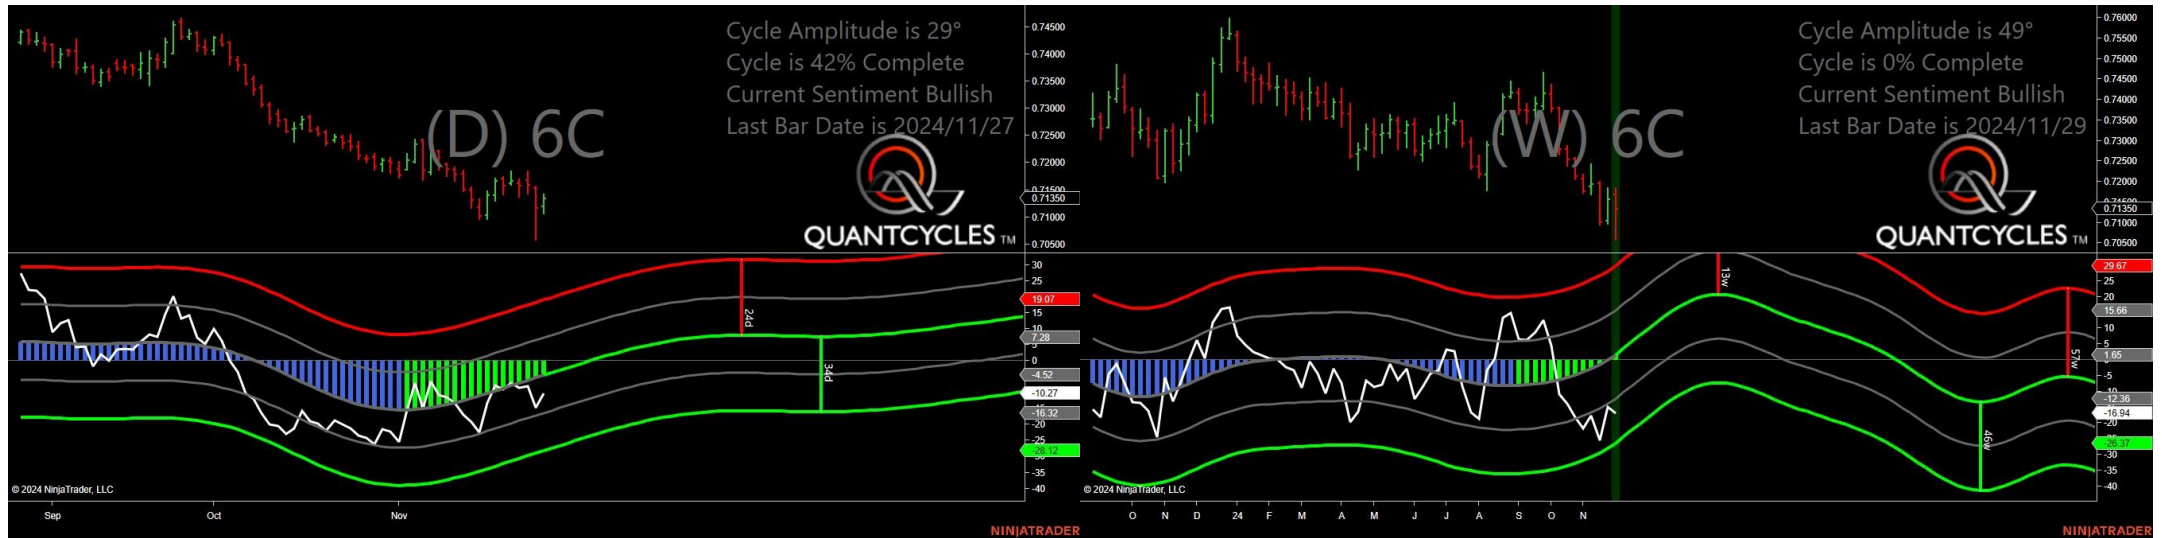 Cycle Amplitude is 29°
Cycle is 42% Complete
Current Sentiment Bullish
Last Bar Date is 2024/11/27
(D) 6C
QUANTCYCLES TM
0.74500
0.74000
0.73500
0.73000
0.72500
0.72000
0.71500
0.71350
0.71000
0.70500
30
25
19.07
15
10
7.28
5
0
-4.52
-10.27
-16.32
-20
-25
-28.12
-35
-40
24d
34d
© 2024 NinjaTrader, LLC
Sep
Oct
Nov
NINJATRADER
Cycle Amplitude is 49°
Cycle is 0% Complete
Current Sentiment Bullish
Last Bar Date is 2024/11/29
(W) 6C
QUANTCYCLES TM
0.76000
0.75500
0.75000
0.74500
0.74000
0.73500
0.73000
0.72500
0.72000
0.71350
0.71000
0.70500
29.67
25
20
15.66
10
5
1.65
-5
-12.36
-16.94
-20
-26.37
-30
-35
-40
13w
46w
57w
© 2024 NinjaTrader, LLC
O N D 24 F M A M J J A S O N
NINJATRADER